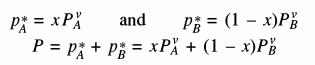 p*A = xPᵛA and p*B = (1 − x)PᵛB
P = p*A + p*B = xPᵛA + (1 − x)PᵛB